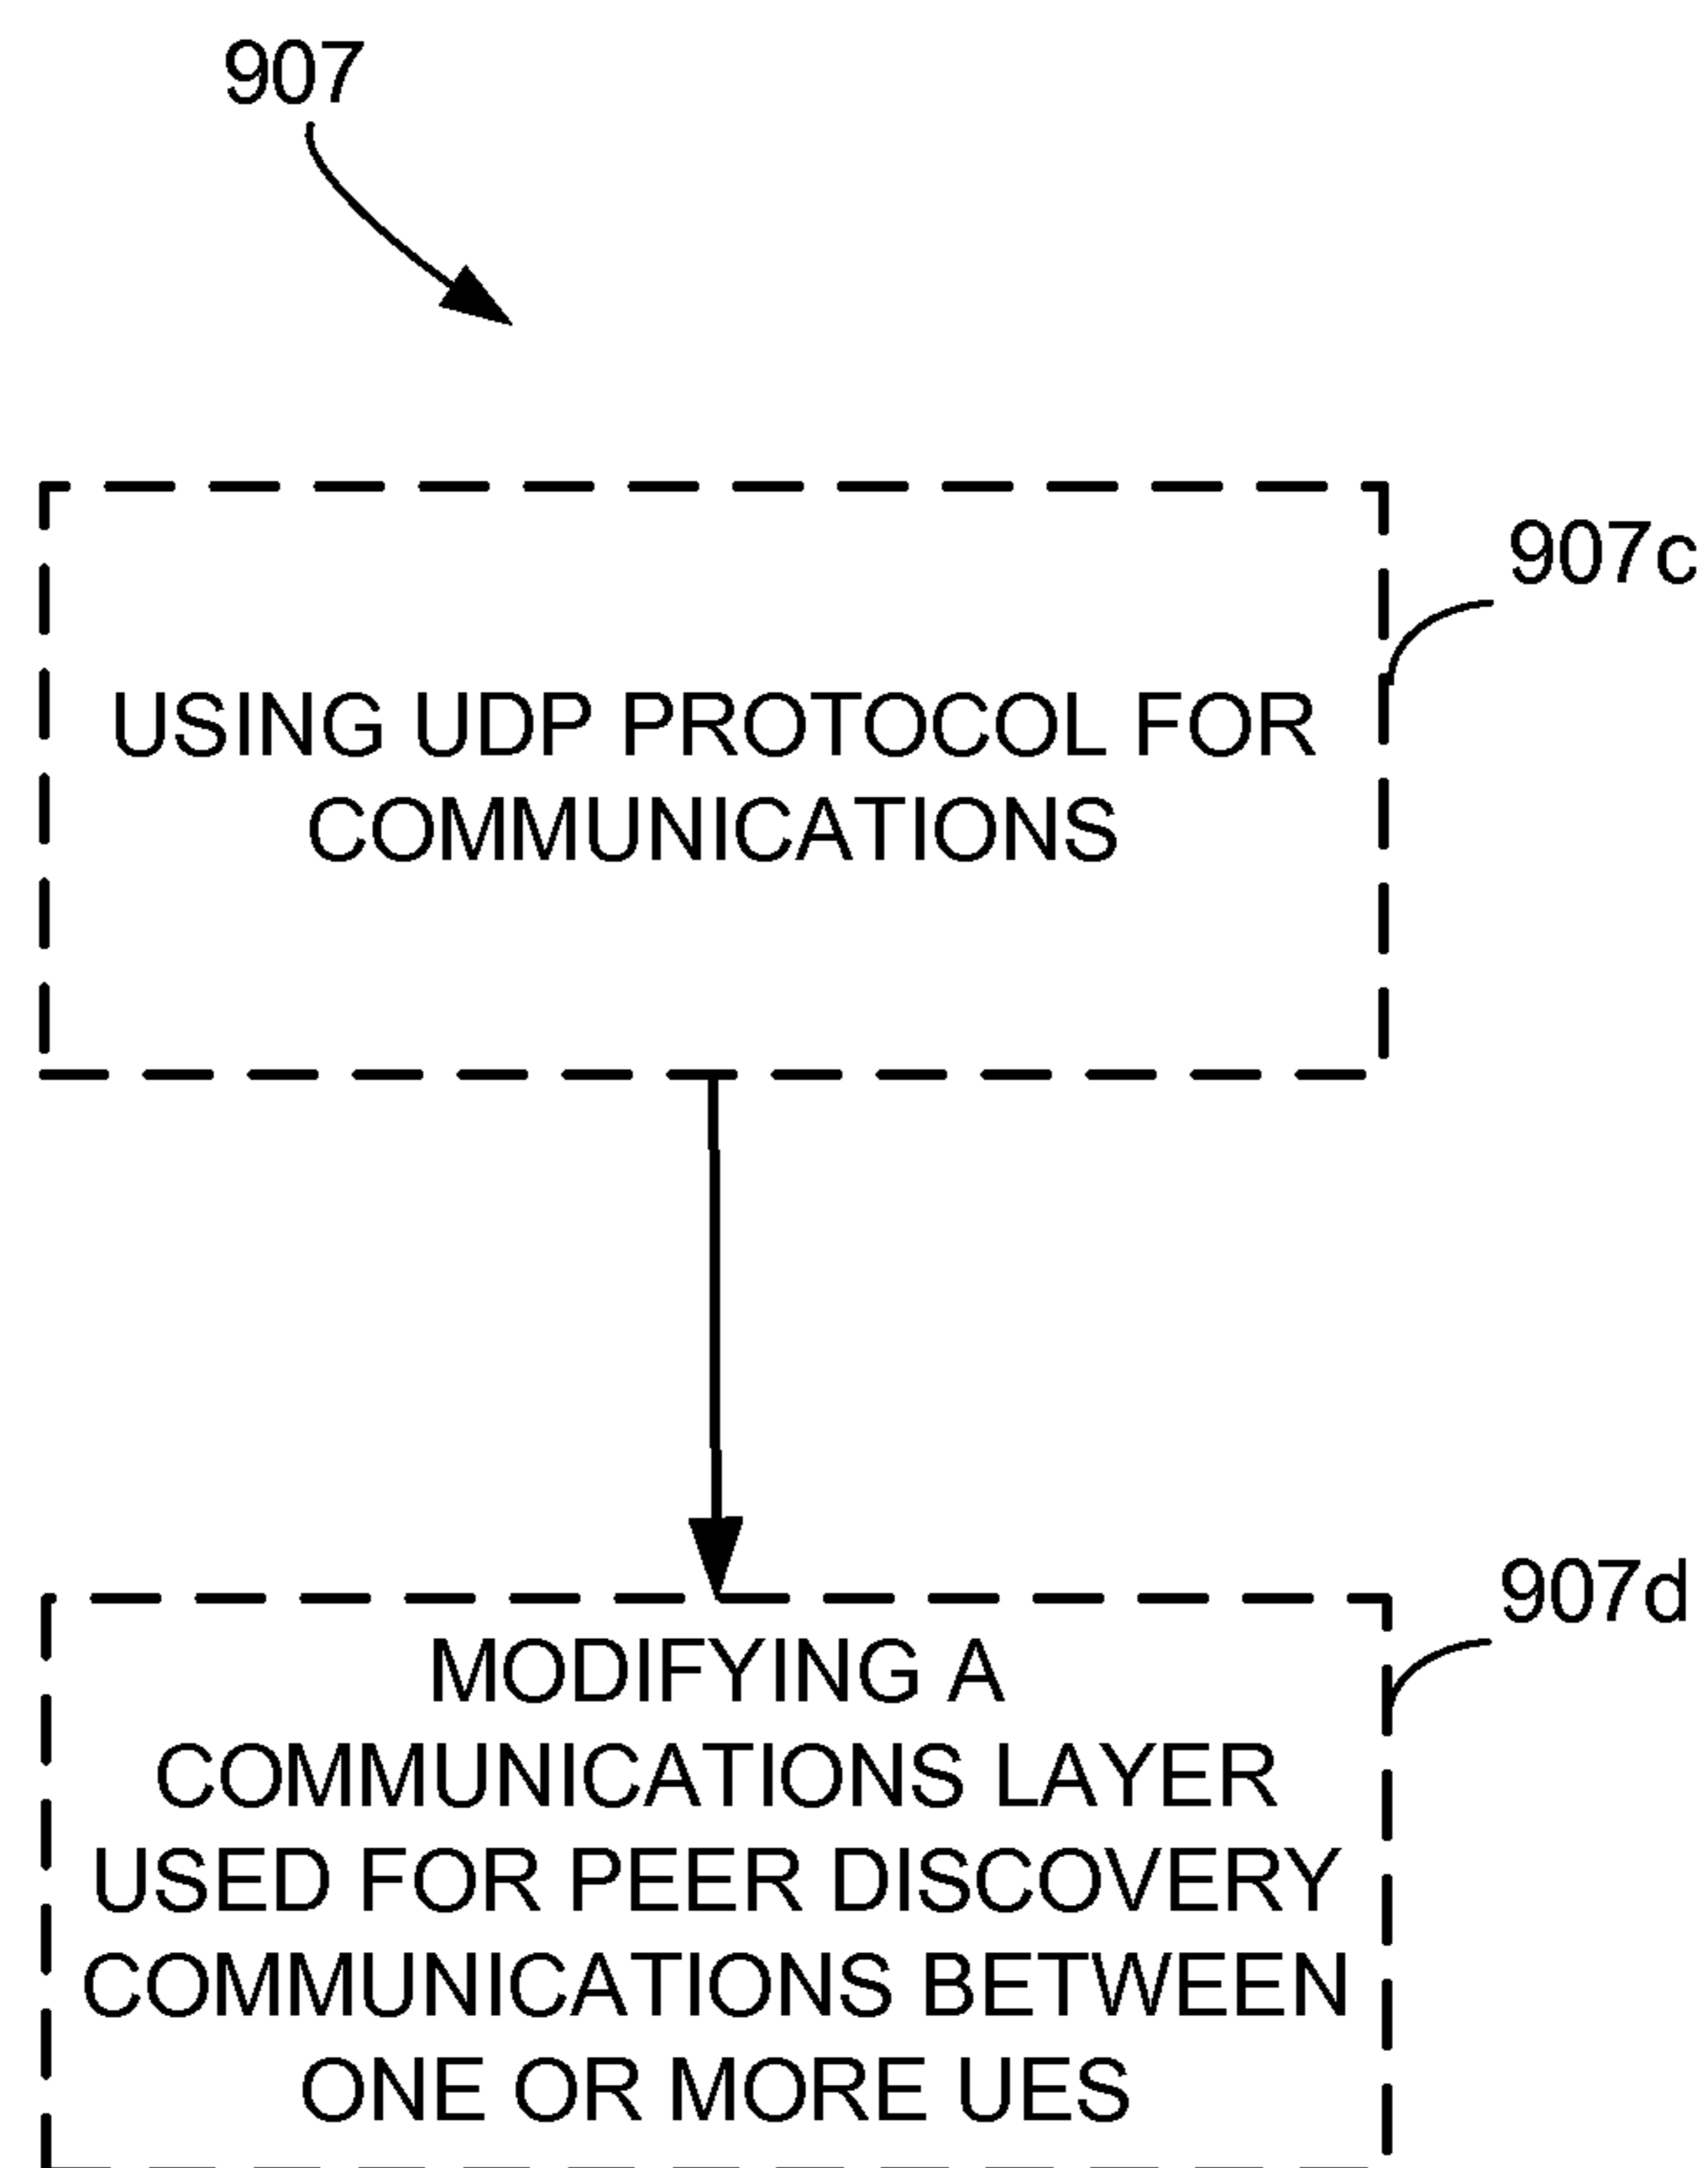 907
907c
USING UDP PROTOCOL FOR
COMMUNICATIONS
907d
MODIFYING A
COMMUNICATIONS LAYER
USED FOR PEER DISCOVERY
COMMUNICATIONS BETWEEN
ONE OR MORE UES